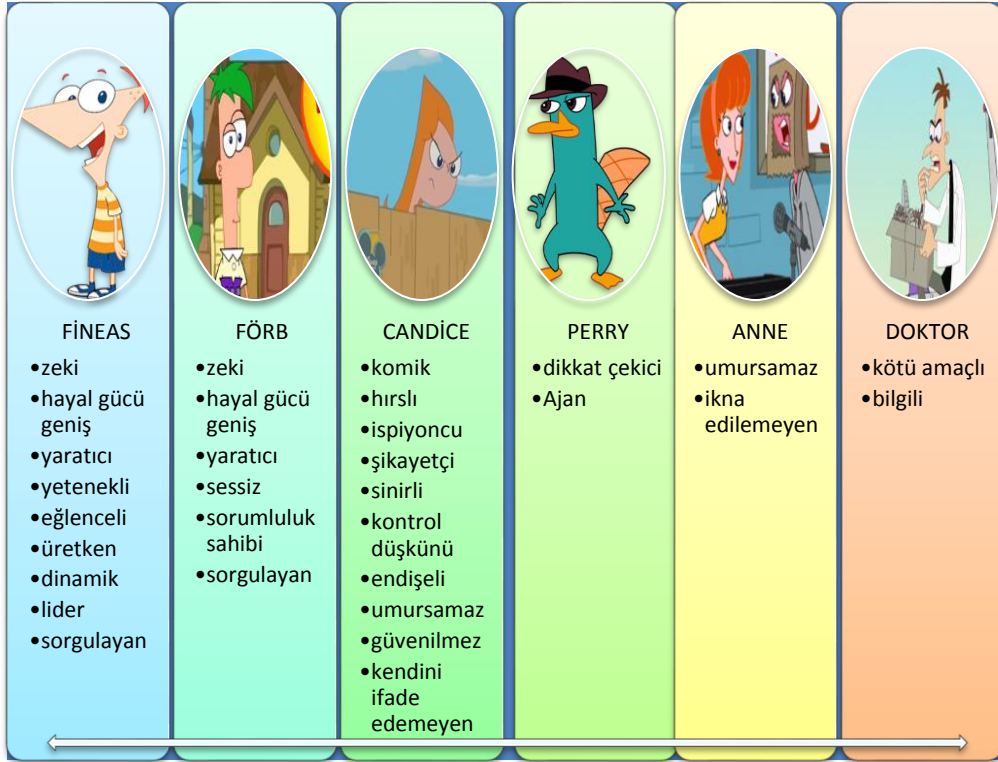 FİNEAS
•zeki
•hayal gücü
geniş
•yaratıcı
•yetenekli
•eğlenceli
•üretken
•dinamik
•lider
•sorgulayan
FÖRB
•zeki
•hayal gücü
geniş
•yaratıcı
•sessiz
•sorumluluk
sahibi
•sorgulayan
CANDİCE
•komik
•hırslı
•ispiyoncu
•şikayetçi
•sinirli
•kontrol
düşkünü
•endişeli
•umursamaz
•güvenilmez
•kendini
ifade
edemeyen
PERRY
•dikkat çekici
•Ajan
ANNE
•umursamaz
•ikna
edilemeyen
DOKTOR
•kötü amaçlı
•bilgili